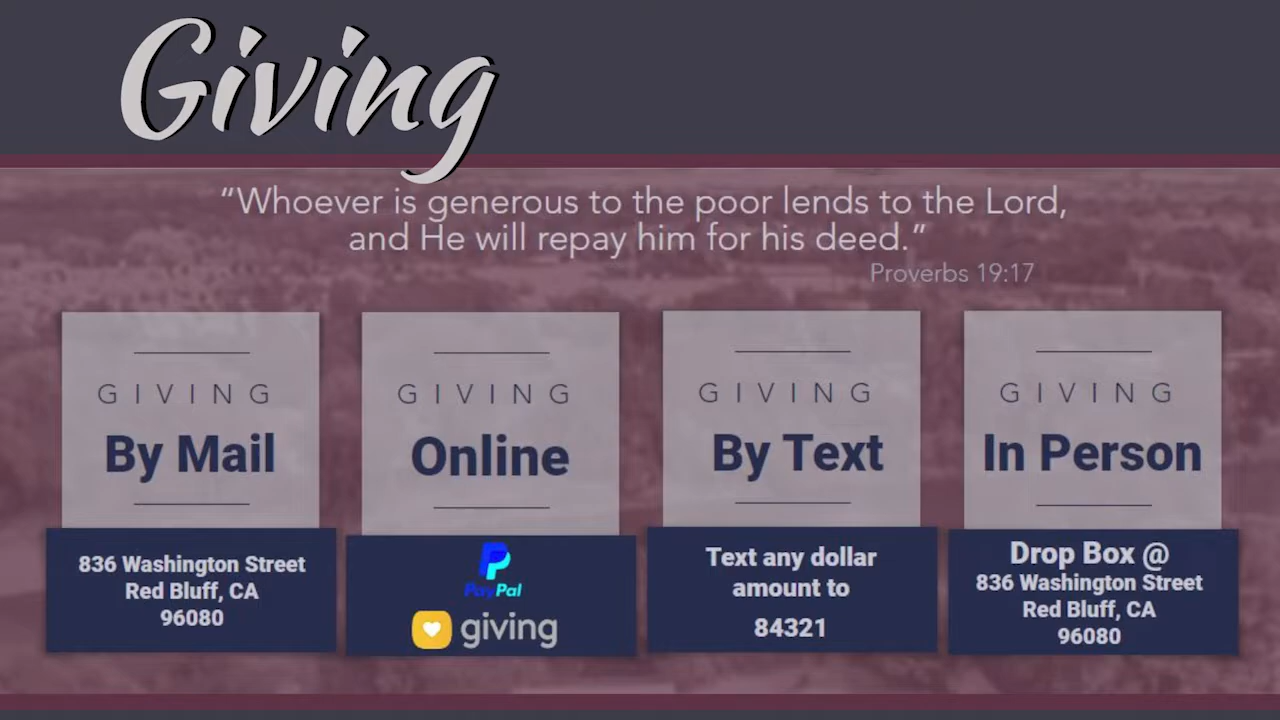 Giving
“Whoever is generous to the poor lends to the Lord,
and He will repay him for his deed.”
Proverbs 19:17
GIVING
By Mail
836 Washington Street
Red Bluff, CA
96080
GIVING
Online
PayPal
giving
GIVING
By Text
Text any dollar
amount to
84321
GIVING
In Person
Drop Box @
836 Washington Street
Red Bluff, CA
96080